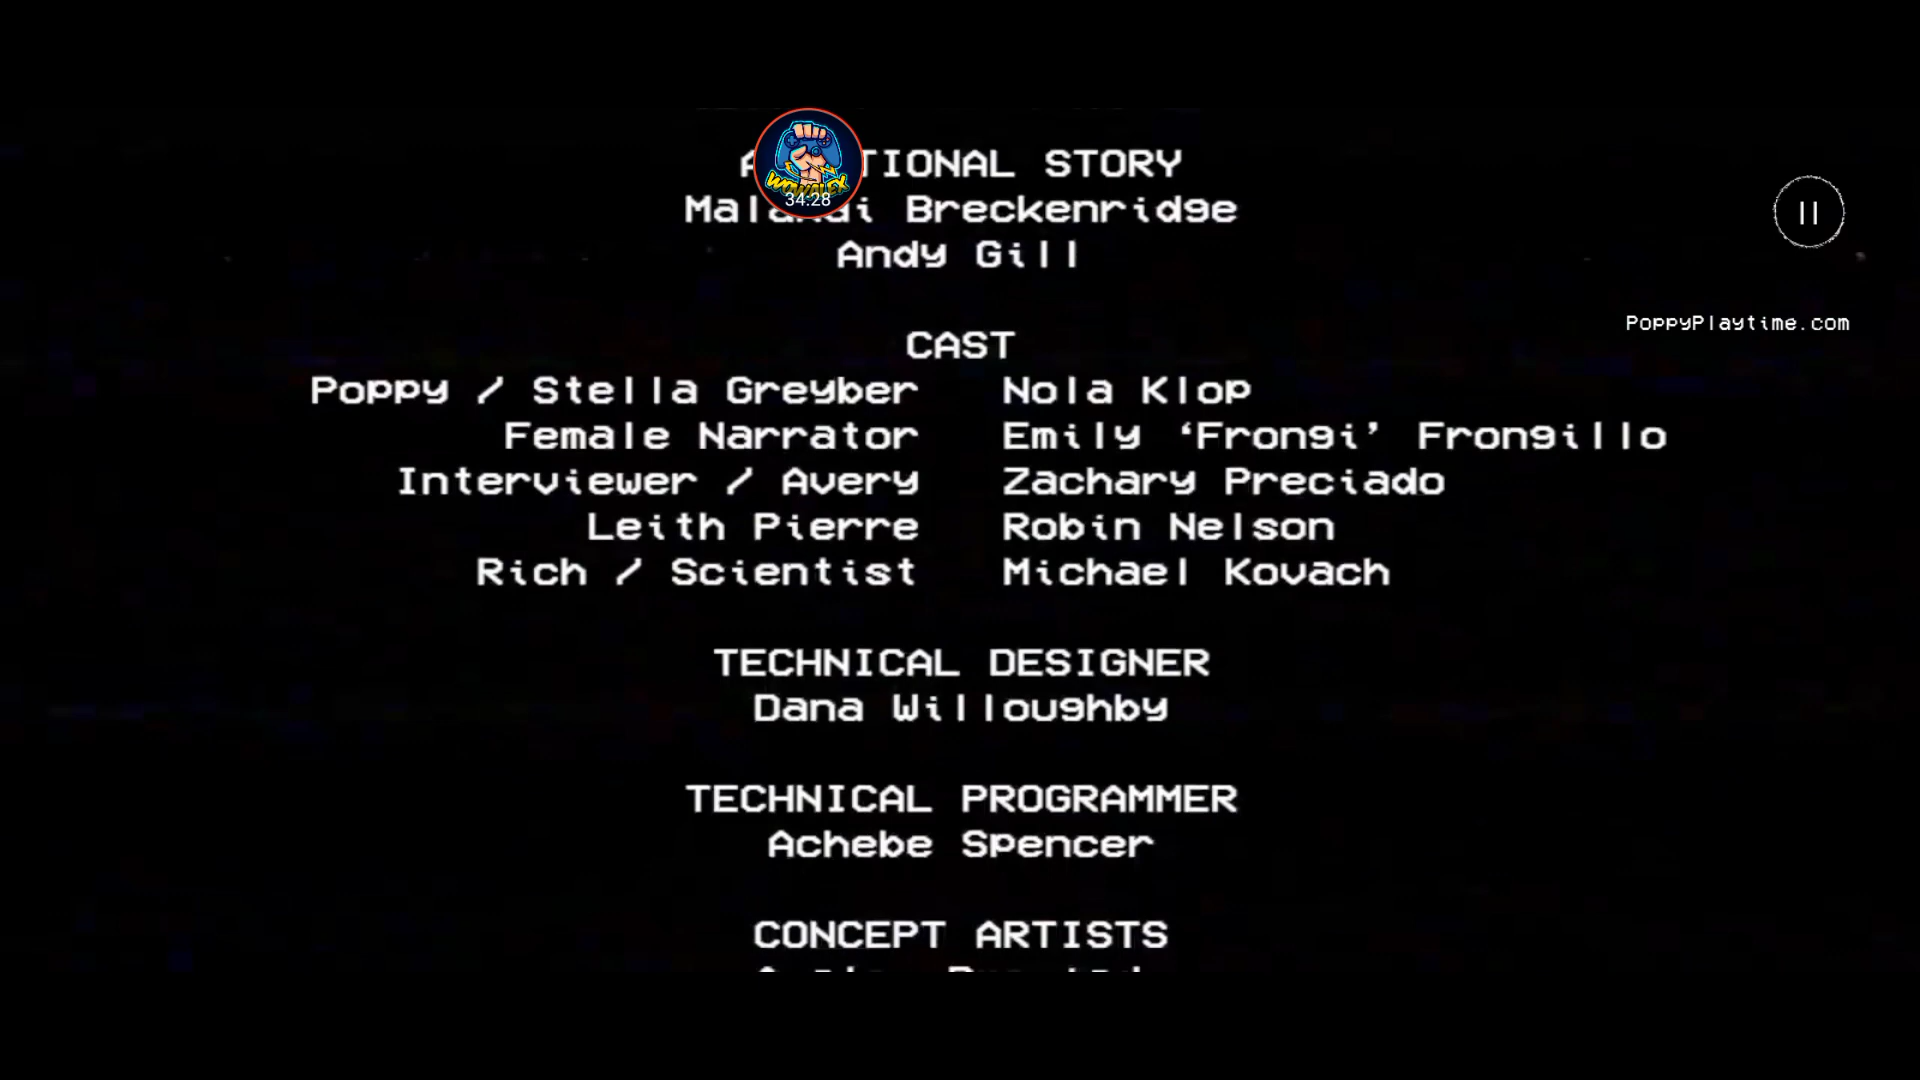 TIONAL STORY
Breckenridge
Andy Gill
CAST
Poppy / Stella Greyber Nola Klop
Female Narrator Emily ‘Frongi’ Frongillo
Interviewer / Avery Zachary Preciado
Leith Pierre Robin Nelson
Rich / Scientist Michael Kovach
TECHNICAL DESIGNER
Dana Willoughby
TECHNICAL PROGRAMMER
Achebe Spencer
CONCEPT ARTISTS
WOWALEX
34:28
PoppyPlaytime.com